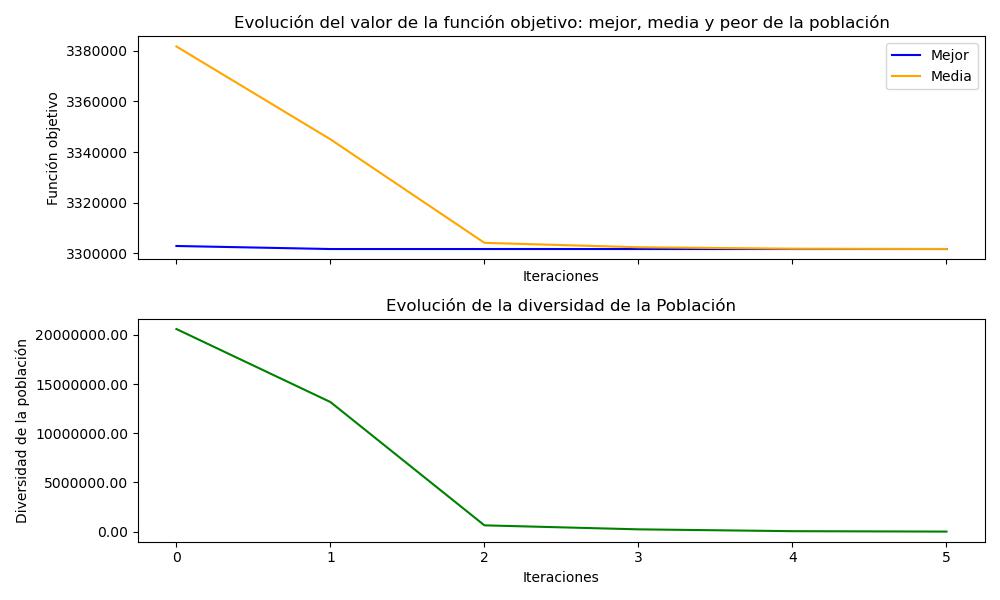 Evolución del valor de la función objetivo: mejor, media y peor de la población
Función objetivo
3380000
3360000
3340000
3320000
3300000
Mejor
Media
Iteraciones
Evolución de la diversidad de la Población
Diversidad de la población
20000000.00
15000000.00
10000000.00
5000000.00
0.00
0 1 2 3 4 5
Iteraciones